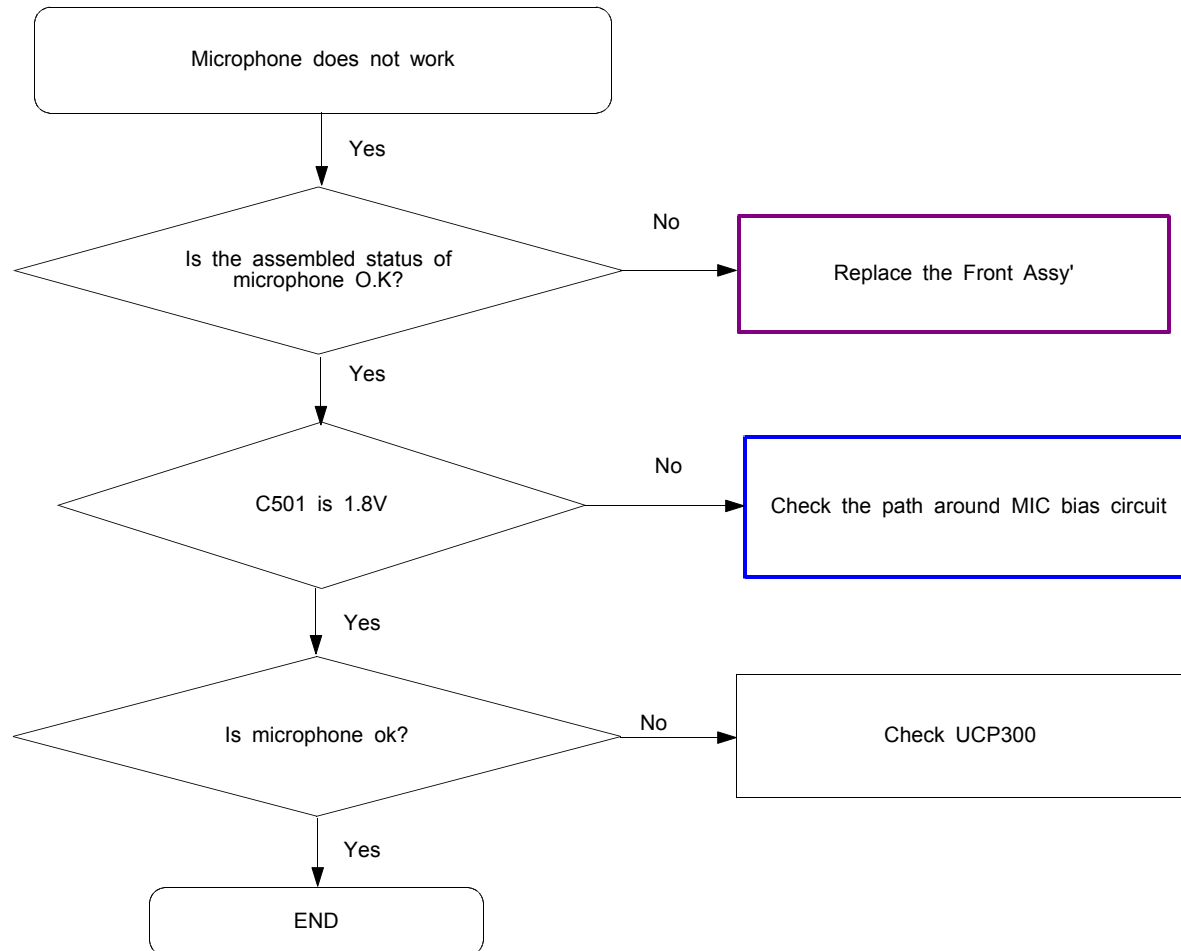 Microphone does not work
Yes
Is the assembled status of
microphone O.K?
No
Replace the Front Assy'
Yes
C501 is 1.8V
No
Check the path around MIC bias circuit
Yes
Is microphone ok?
No
Check UCP300
Yes
END